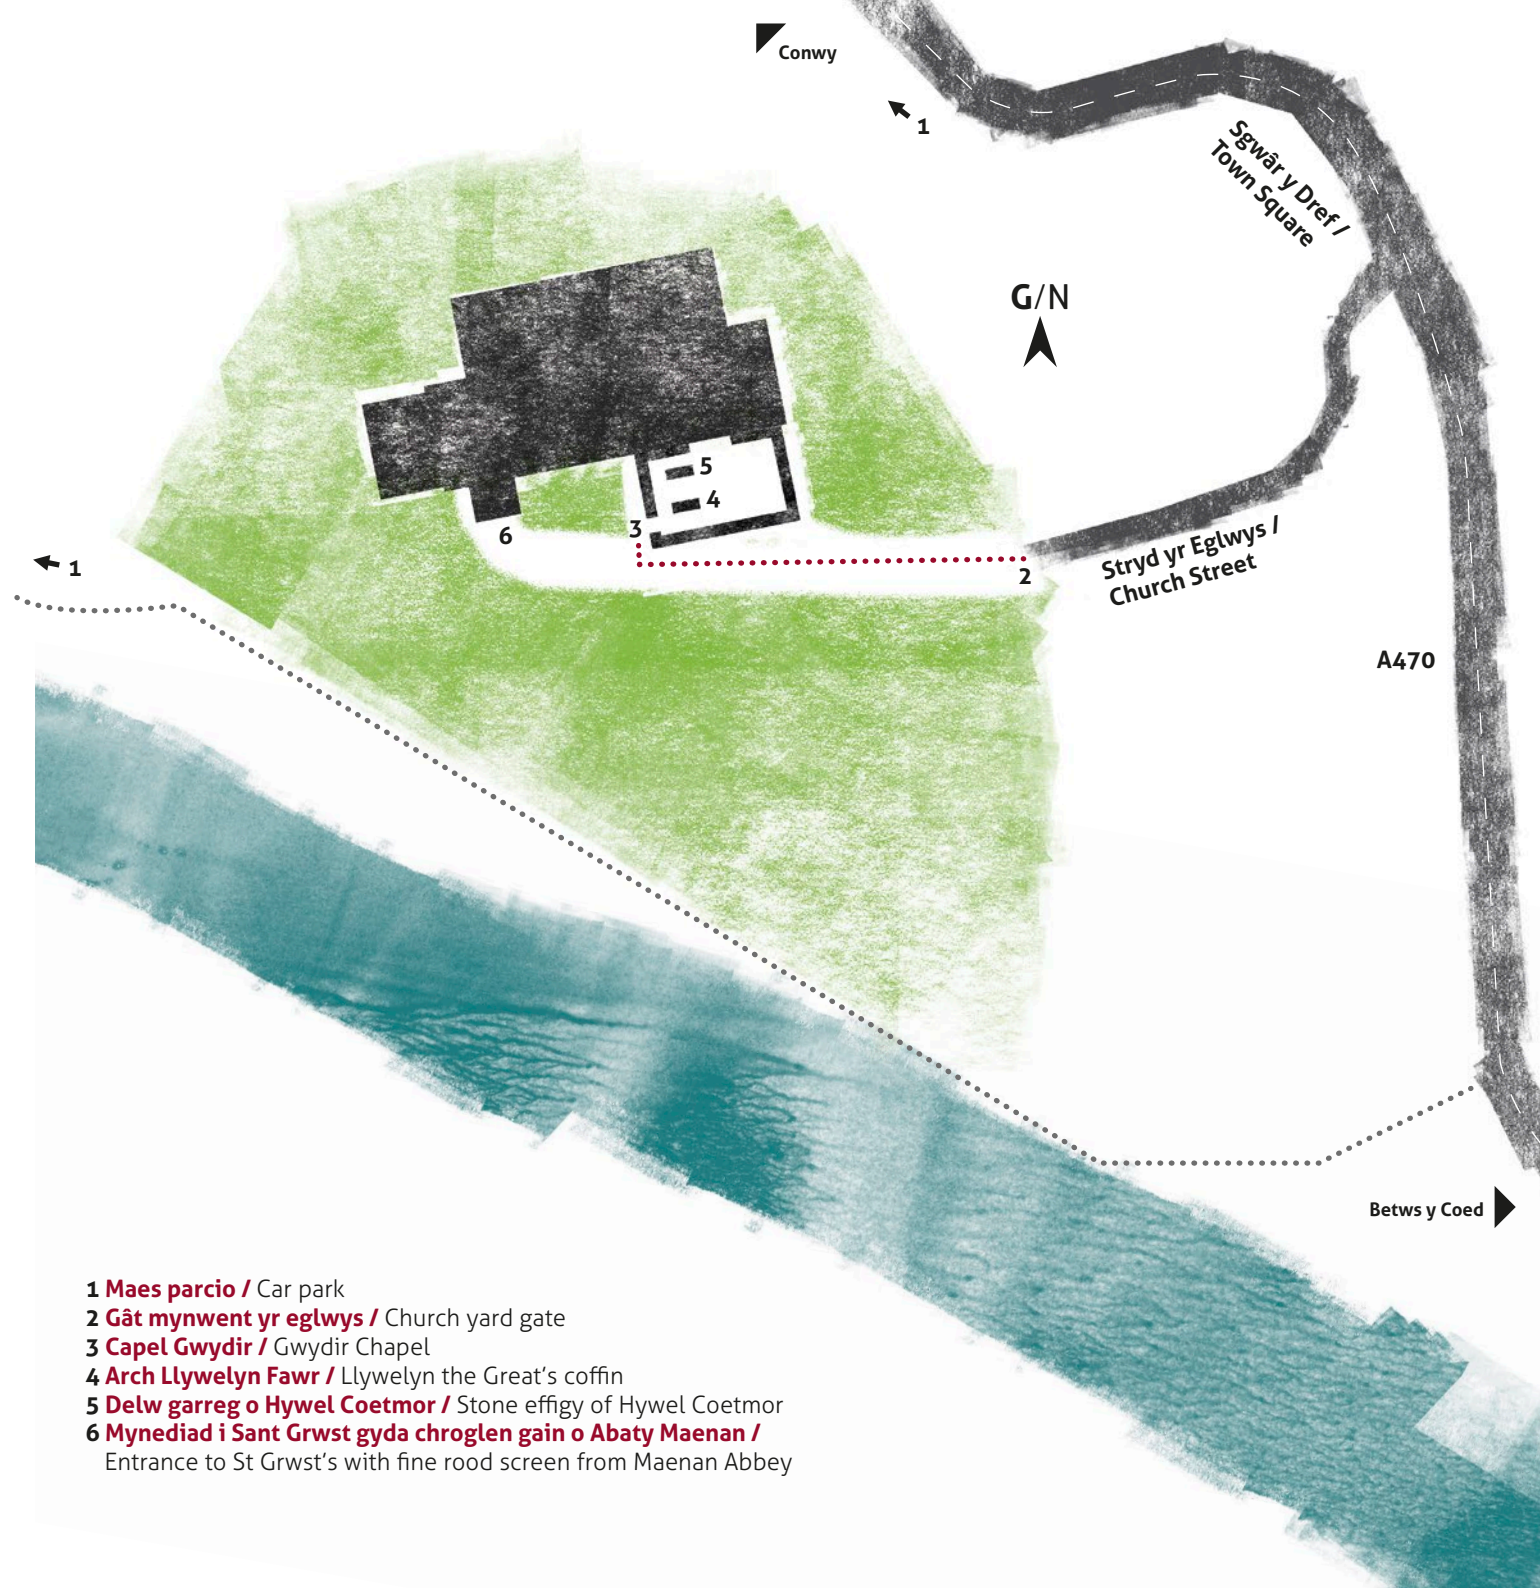 Conwy
1
Sgwâr y Dref /
Town Square
G/N
5
4
3
6
1
2
Stryd yr Eglwys /
Church Street
A470
Betws y Coed
1 Maes parcio / Car park
2 Gât mynwent yr eglwys / Church yard gate
3 Capel Gwydir / Gwydir Chapel
4 Arch Llywelyn Fawr / Llywelyn the Great’s coffin
5 Delw garreg o Hywel Coetmor / Stone effigy of Hywel Coetmor
6 Mynediad i Sant Grwst gyda chroglen gain o Abaty Maenan /
Entrance to St Grwst’s with fine rood screen from Maenan Abbey